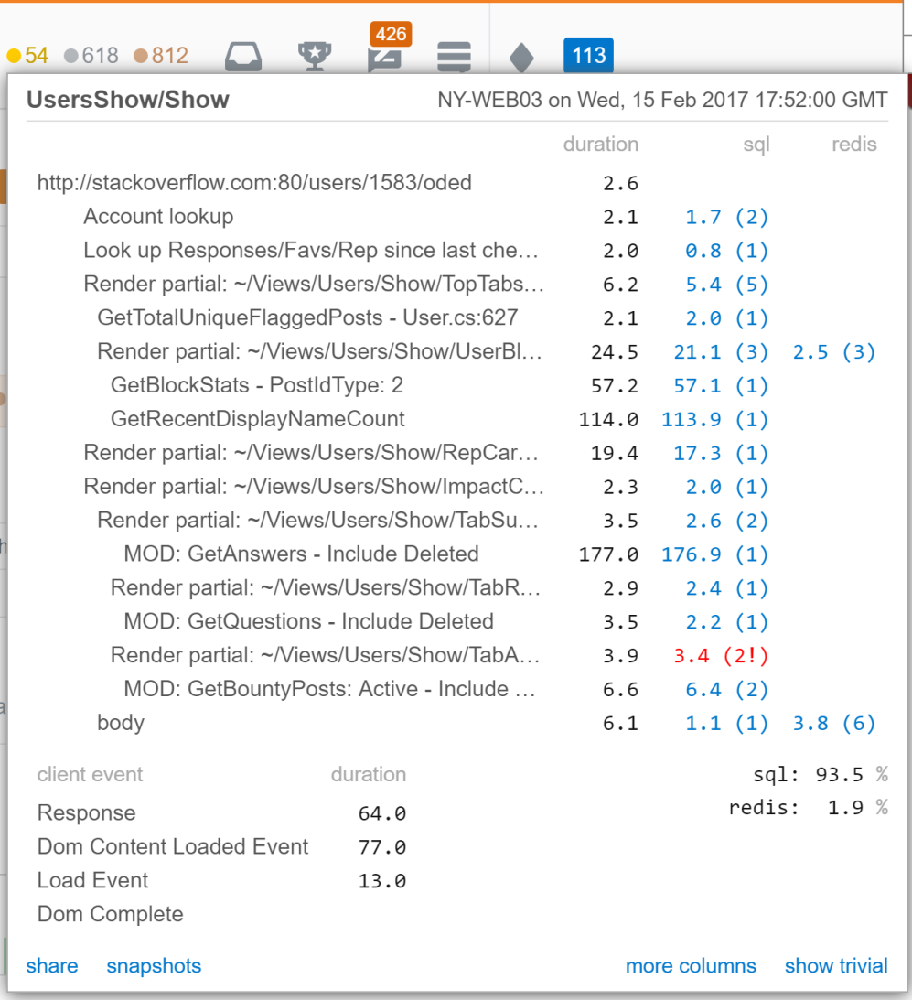 54 618 812 426 113
UsersShow/Show NY-WEB03 on Wed, 15 Feb 2017 17:52:00 GMT
duration sql redis
http://stackoverflow.com:80/users/1583/oded 2.6
Account lookup 2.1 1.7 (2)
Look up Responses/Favs/Rep since last che... 2.0 0.8 (1)
Render partial: ~/Views/Users/Show/TopTabs... 6.2 5.4 (5)
GetTotalUniqueFlaggedPosts - User.cs:627 2.1 2.0 (1)
Render partial: ~/Views/Users/Show/UserBl... 24.5 21.1 (3) 2.5 (3)
GetBlockStats - PostIdType: 2 57.2 57.1 (1)
GetRecentDisplayNameCount 114.0 113.9 (1)
Render partial: ~/Views/Users/Show/RepCar... 19.4 17.3 (1)
Render partial: ~/Views/Users/Show/ImpactC... 2.3 2.0 (1)
Render partial: ~/Views/Users/Show/TabSu... 3.5 2.6 (2)
MOD: GetAnswers - Include Deleted 177.0 176.9 (1)
Render partial: ~/Views/Users/Show/TabR... 2.9 2.4 (1)
MOD: GetQuestions - Include Deleted 3.5 2.2 (1)
Render partial: ~/Views/Users/Show/TabA... 3.9 3.4 (2!)
MOD: GetBountyPosts: Active - Include ... 6.6 6.4 (2)
body 6.1 1.1 (1) 3.8 (6)
client event duration sql: 93.5 %
Response 64.0 redis: 1.9 %
Dom Content Loaded Event 77.0
Load Event 13.0
Dom Complete
share snapshots more columns show trivial